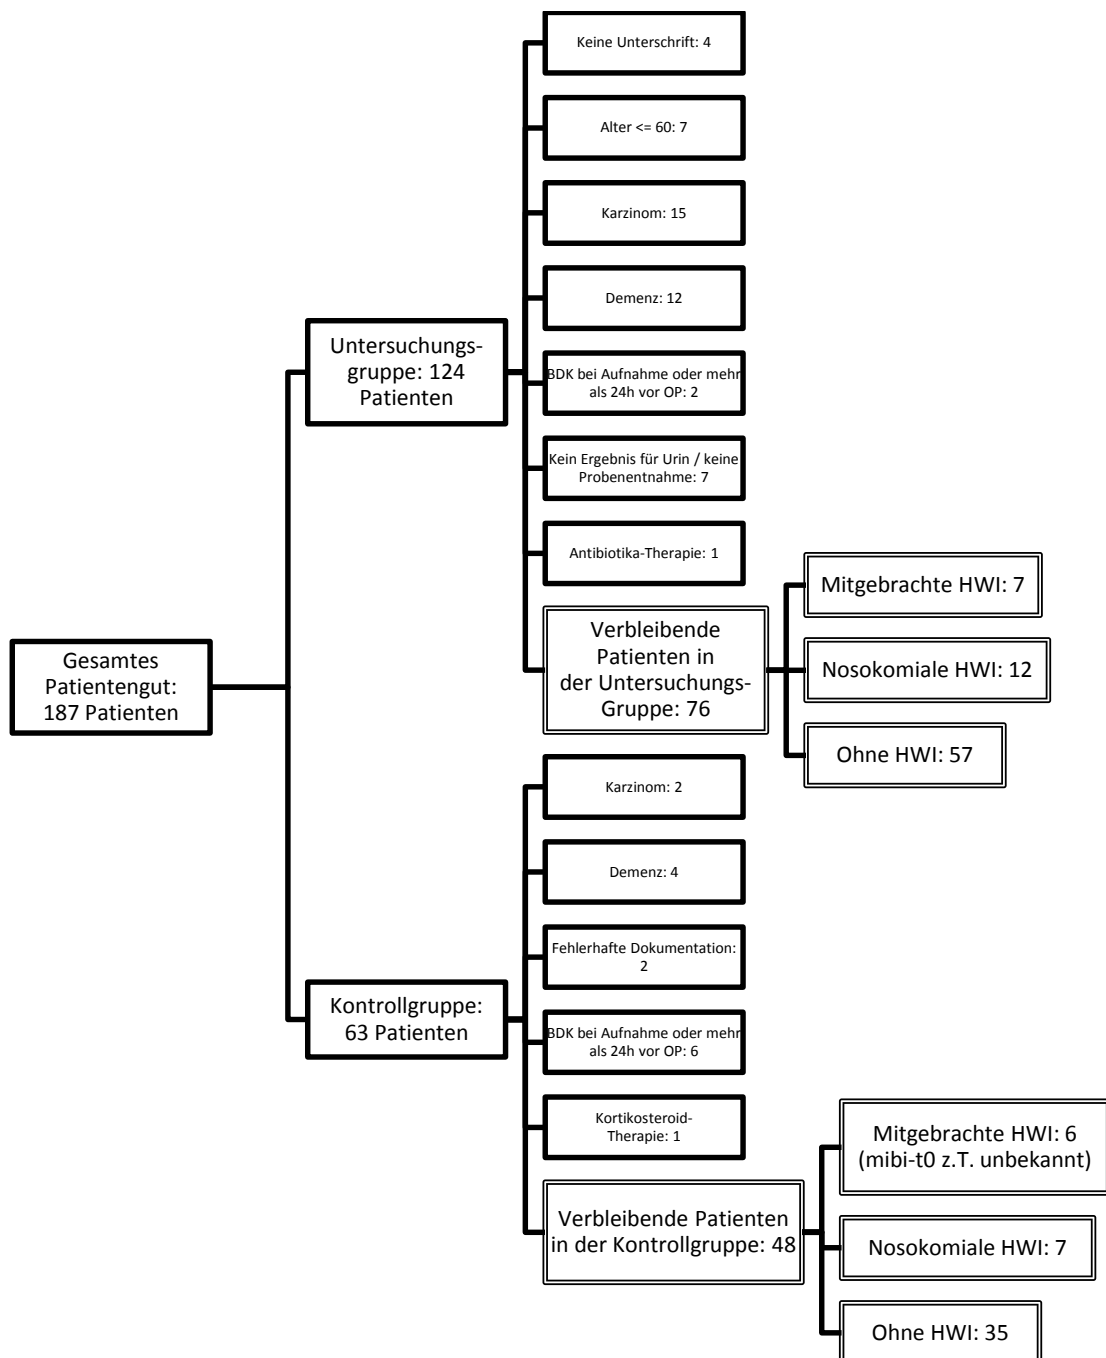 Gesamtes
Patientengut:
187 Patienten
Untersuchungs-
gruppe: 124
Patienten
Keine Unterschrift: 4
Alter <= 60: 7
Karzinom: 15
Demenz: 12
BDK bei Aufnahme oder mehr
als 24h vor OP: 2
Kein Ergebnis für Urin / keine
Probenentnahme: 7
Antibiotika-Therapie: 1
Verbleibende
Patienten in
der Untersuchungs-
Gruppe: 76
Mitgebrachte HWI: 7
Nosokomiale HWI: 12
Ohne HWI: 57
Kontrollgruppe:
63 Patienten
Karzinom: 2
Demenz: 4
Fehlerhafte Dokumentation:
2
BDK bei Aufnahme oder mehr
als 24h vor OP: 6
Kortikosteroid-
Therapie: 1
Verbleibende Patienten
in der Kontrollgruppe: 48
Mitgebrachte HWI: 6
(mibi-t0 z.T. unbekannt)
Nosokomiale HWI: 7
Ohne HWI: 35